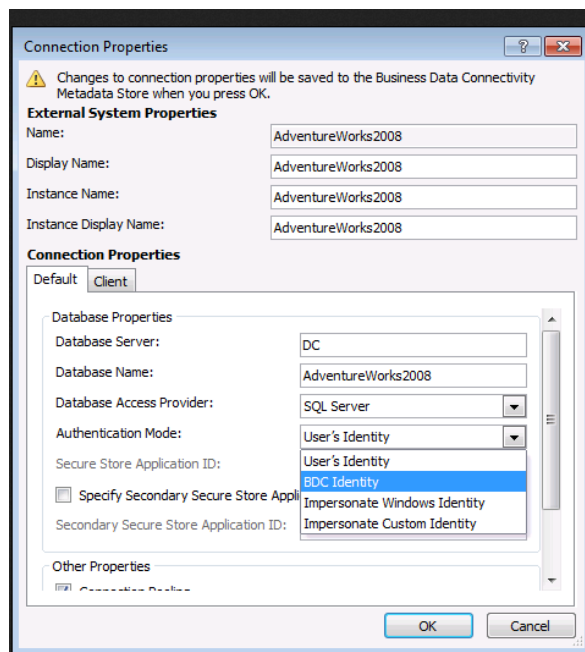 Connection Properties
Changes to connection properties will be saved to the Business Data Connectivity
Metadata Store when you press OK.
External System Properties
Name: AdventureWorks2008
Display Name: AdventureWorks2008
Instance Name: AdventureWorks2008
Instance Display Name: AdventureWorks2008
Connection Properties
Default Client
Database Properties
Database Server: DC
Database Name: AdventureWorks2008
Database Access Provider: SQL Server
Authentication Mode: User's Identity
User's Identity
Secure Store Application ID:
BDC Identity
Specify Secondary Secure Store Appli
Impersonate Windows Identity
Secondary Secure Store Application ID:
Impersonate Custom Identity
Other Properties
Connection Pooling
OK Cancel